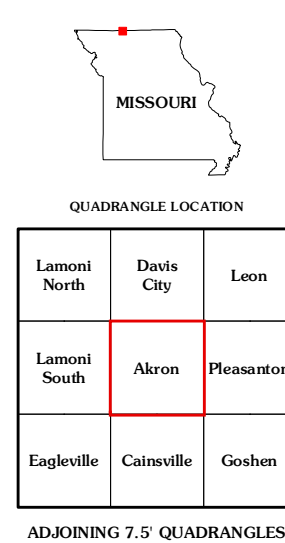 MISSOURI
QUADRANGLE LOCATION
Lamoni North
Davis City
Leon
Lamoni South
Akron
Pleasanton
Eagleville
Cainsville
Goshen
ADJOINING 7.5' QUADRANGLES